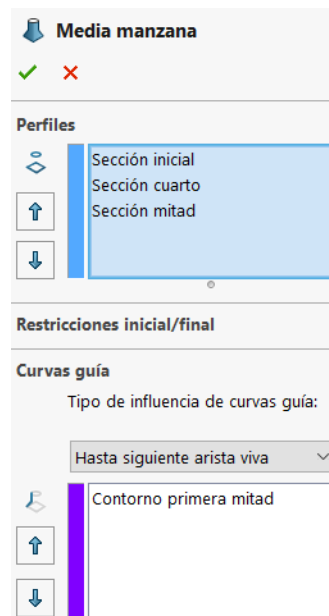 Media manzana
Perfiles
Sección inicial
Sección cuarto
Sección mitad
Restricciones inicial/final
Curvas guía
Tipo de influencia de curvas guía:
Hasta siguiente arista viva
Contorno primera mitad